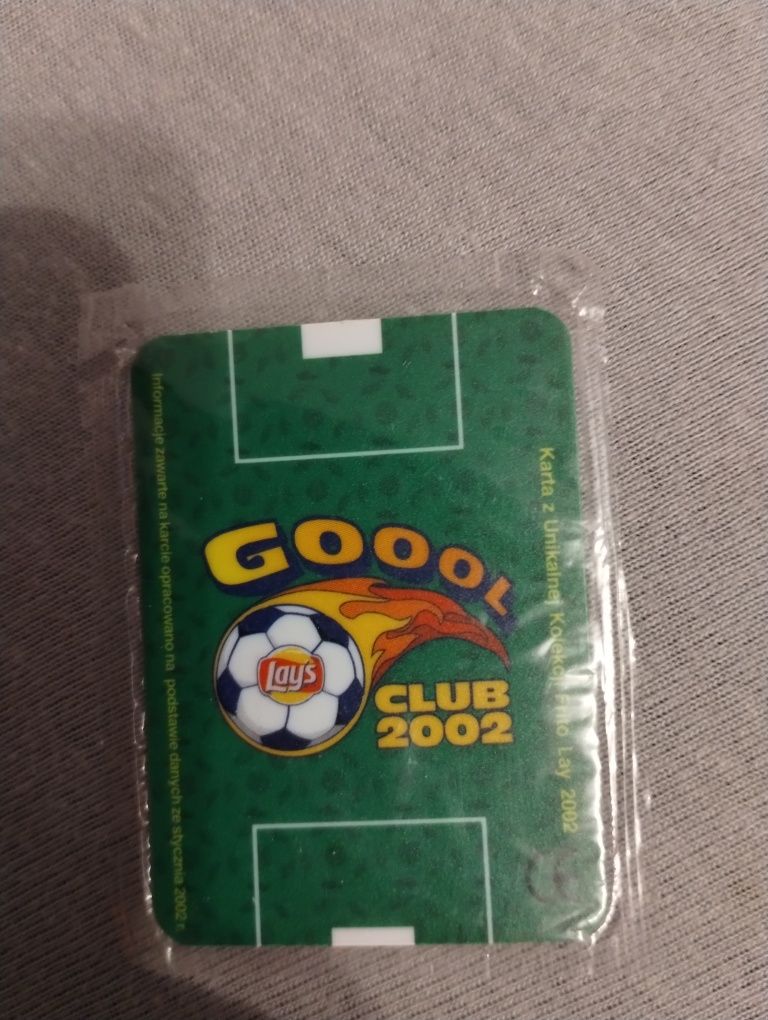 Karta z Unikalnej Kolekcji Frito Lay 2002
GOOOL
Lay's
CLUB
2002
Informacje zawarte na karcie opracowano na podstawie danych ze stycznia 2002 r.